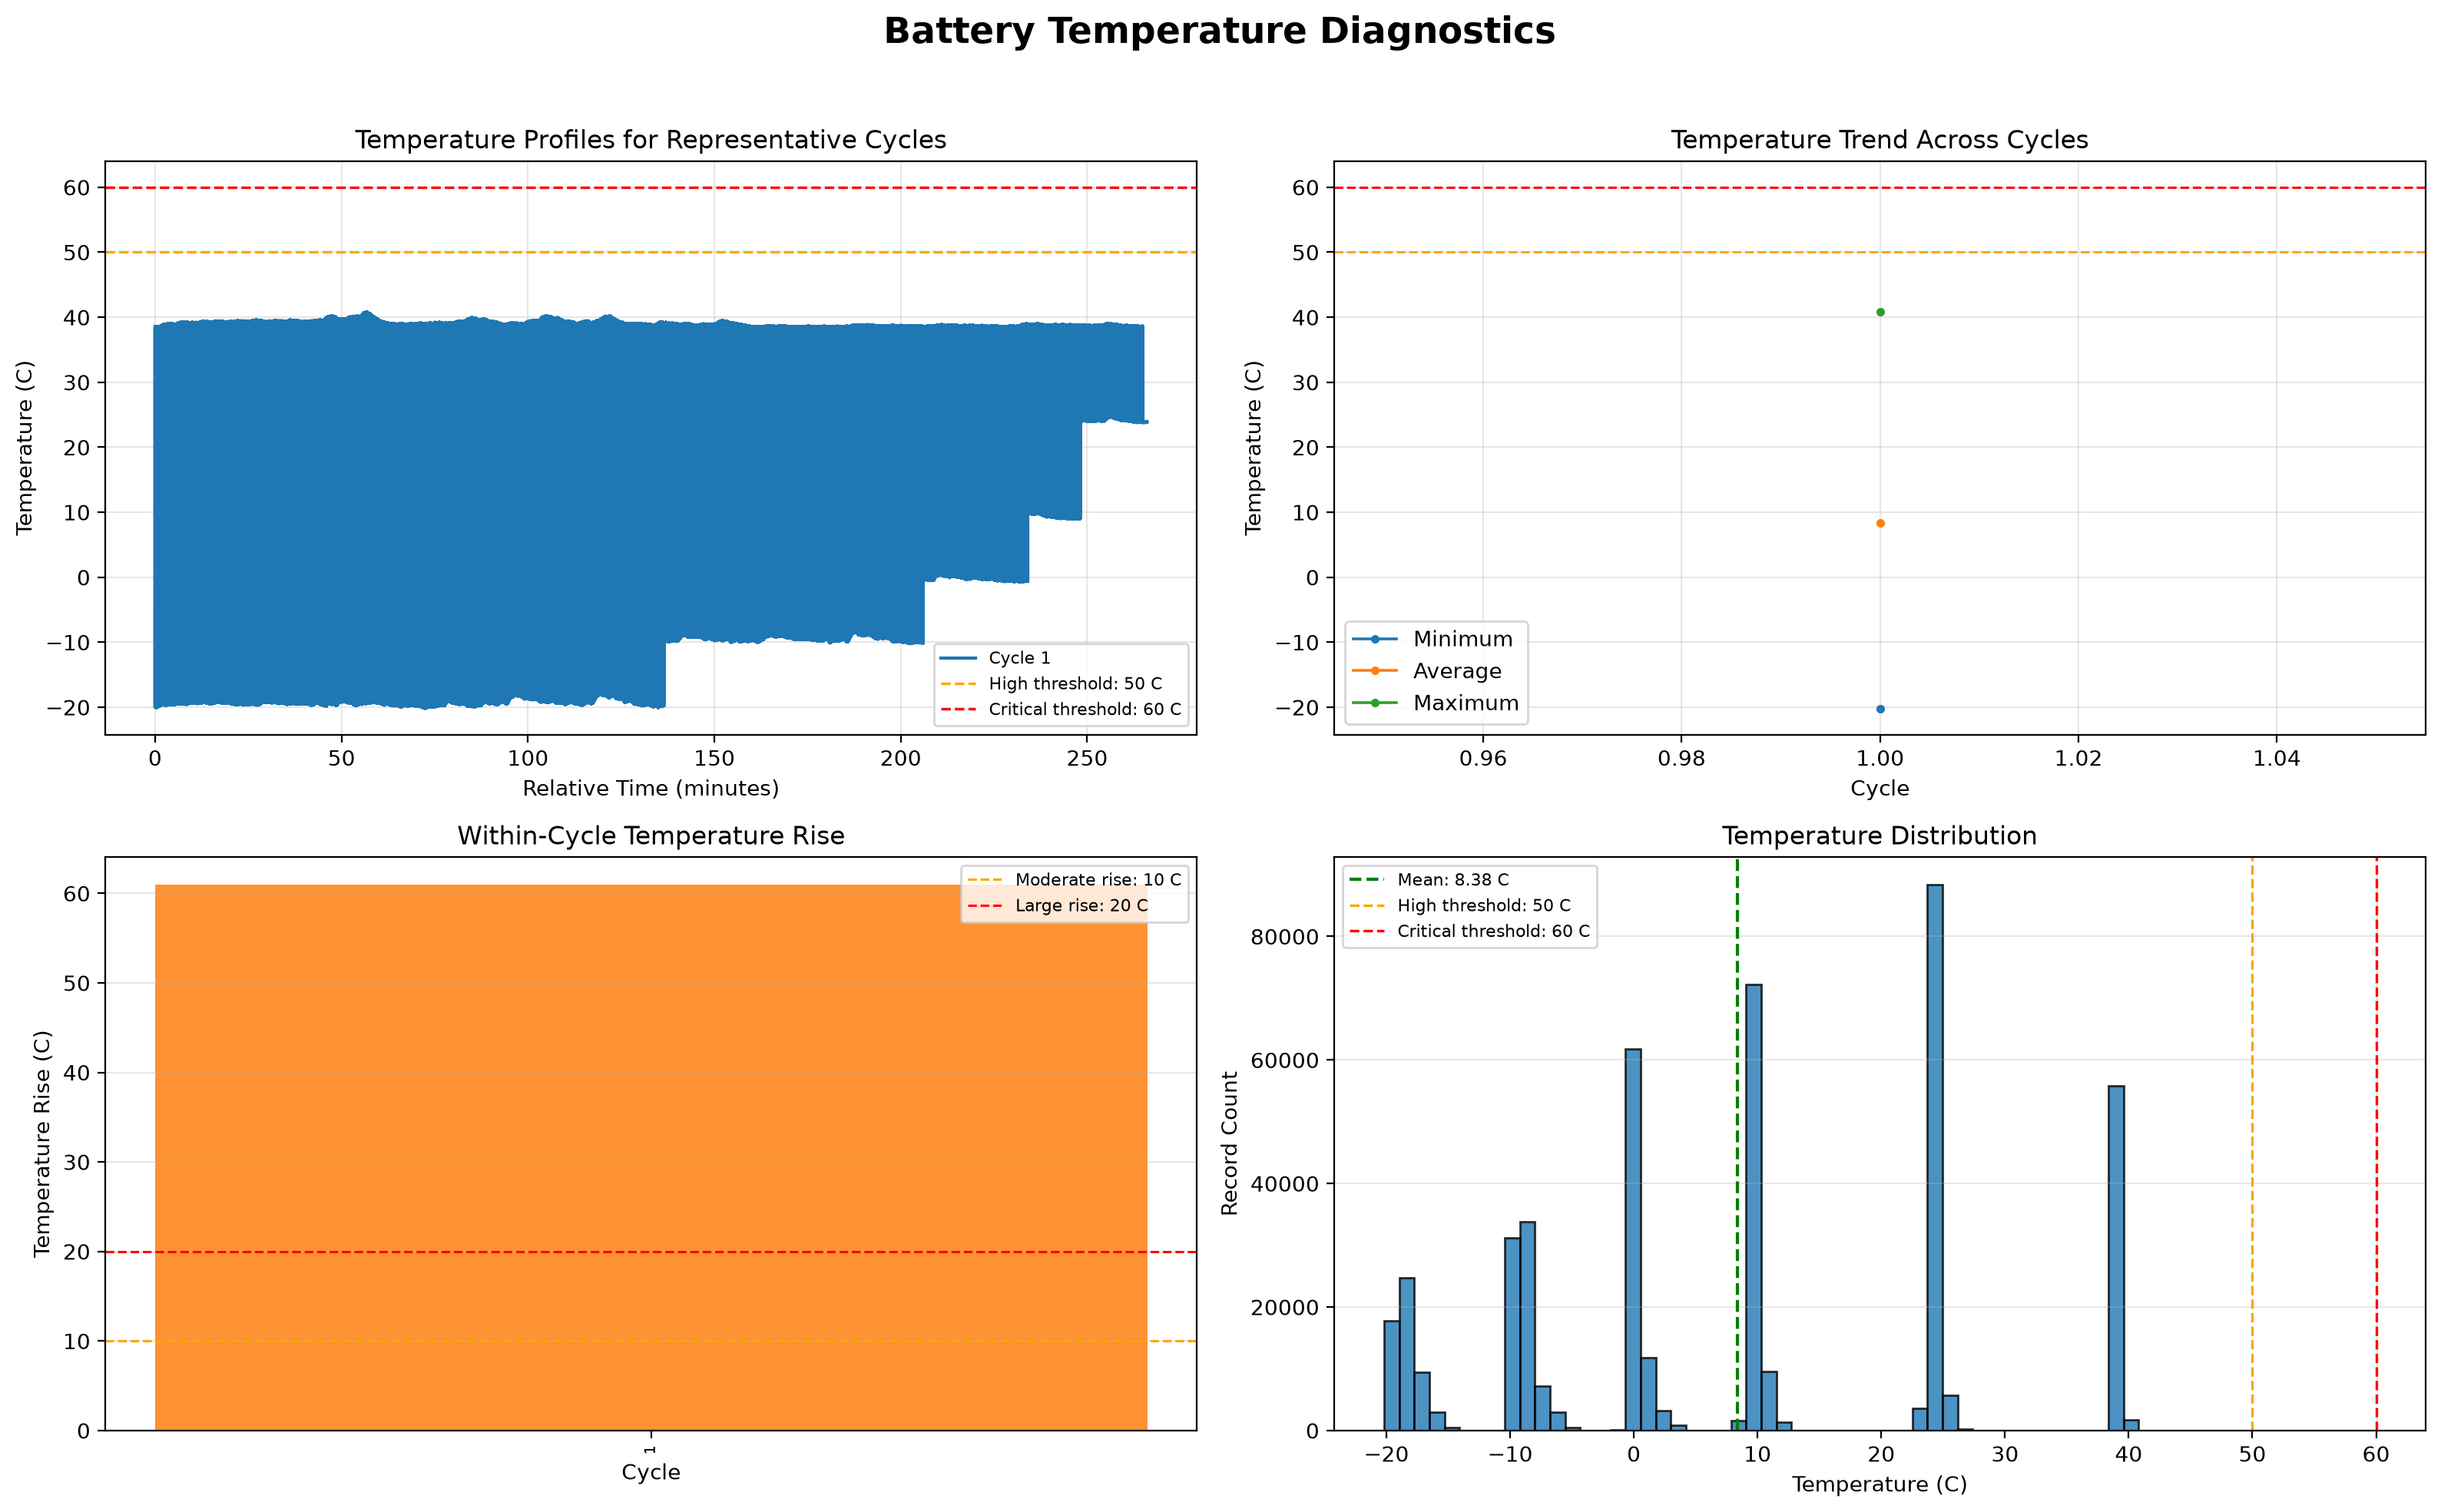 Battery Temperature Diagnostics
Temperature Profiles for Representative Cycles
Temperature (C)
60
50
40
30
20
10
0
−10
−20
Cycle 1
High threshold: 50 C
Critical threshold: 60 C
0 50 100 150 200 250
Relative Time (minutes)
Temperature Trend Across Cycles
Temperature (C)
60
50
40
30
20
10
0
−10
−20
Minimum
Average
Maximum
0.96 0.98 1.00 1.02 1.04
Cycle
Within-Cycle Temperature Rise
Temperature Rise (C)
60
50
40
30
20
10
0
Moderate rise: 10 C
Large rise: 20 C
1
Cycle
Temperature Distribution
Record Count
80000
60000
40000
20000
0
Mean: 8.38 C
High threshold: 50 C
Critical threshold: 60 C
−20 −10 0 10 20 30 40 50 60
Temperature (C)